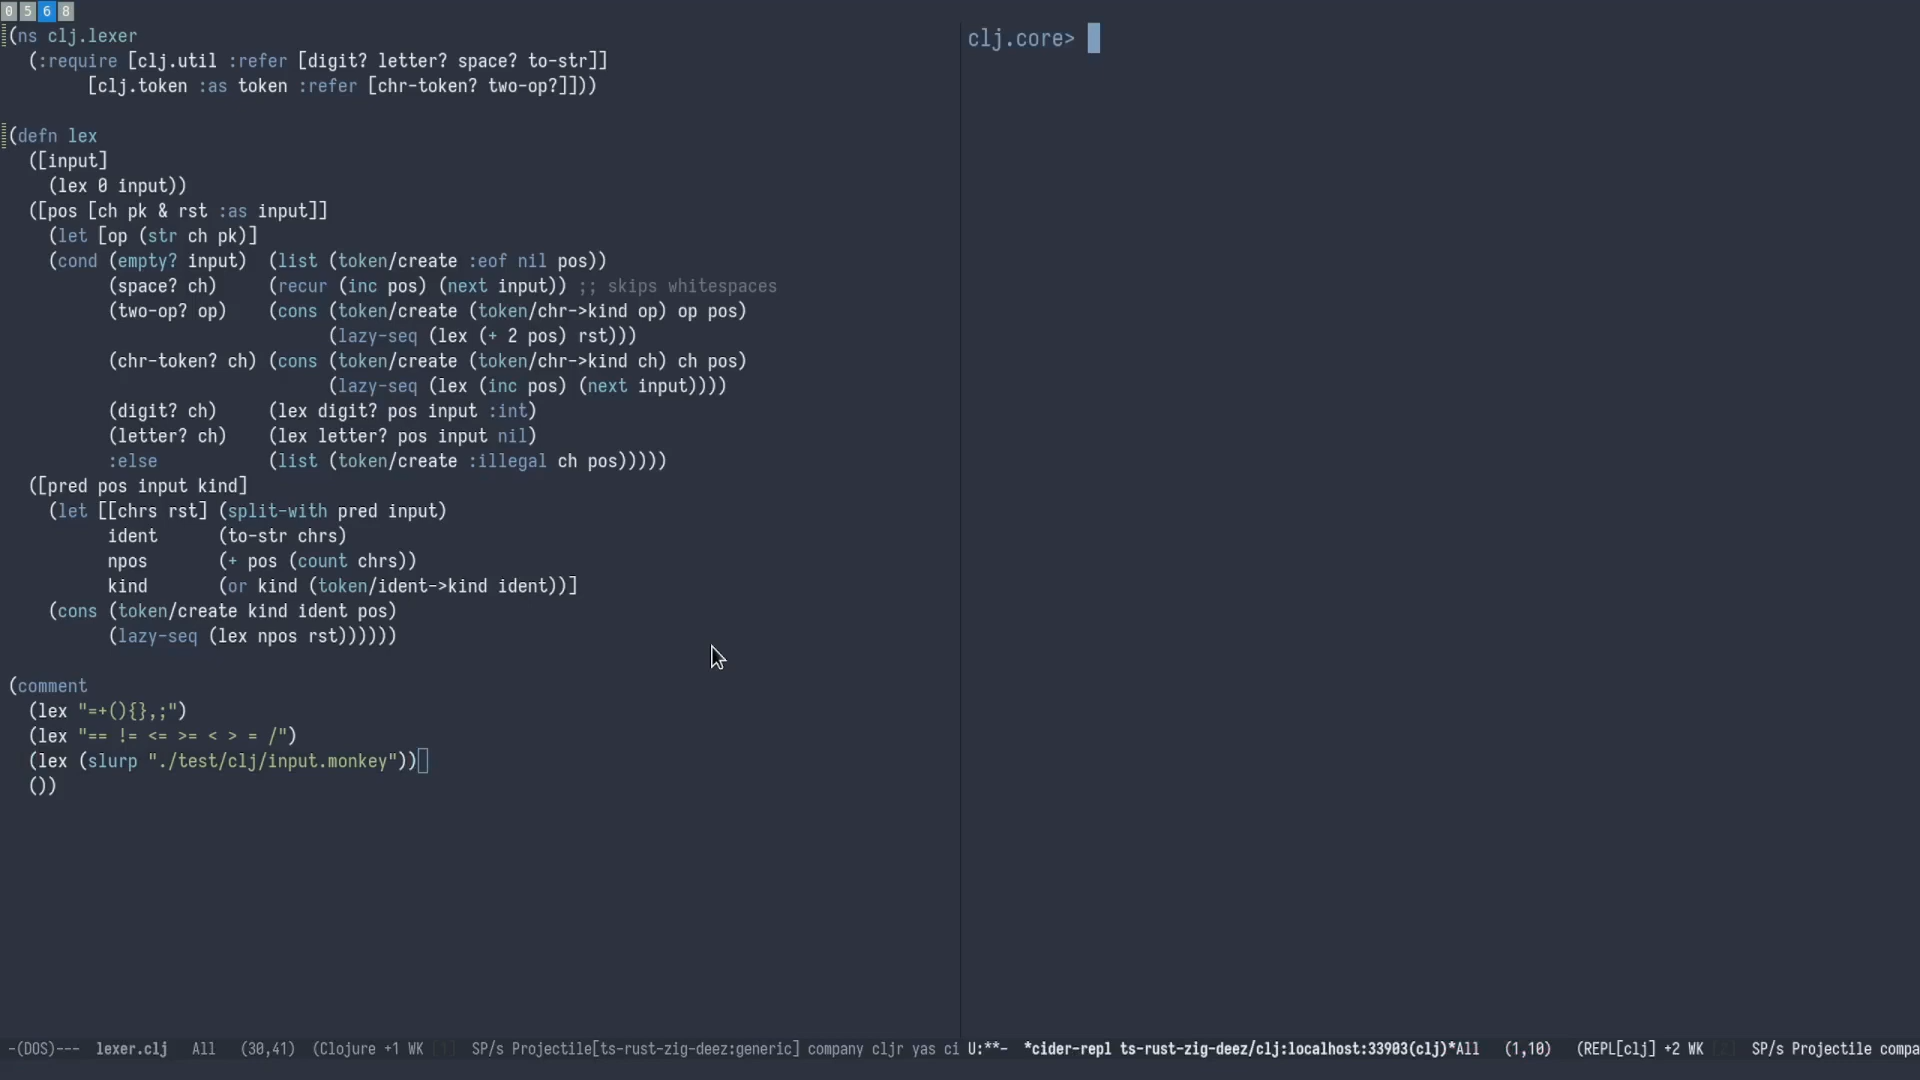 0 5 6 8
(ns clj.lexer
  (:require [clj.util :refer [digit? letter? space? to-str]]
        [clj.token :as token :refer [chr-token? two-op?]]))
(defn lex
  ([input]
    (lex 0 input))
  ([pos [ch pk & rst :as input]]
    (let [op (str ch pk)]
    (cond (empty? input)  (list (token/create :eof nil pos))
          (space? ch)     (recur (inc pos) (next input)) ;; skips whitespaces
          (two-op? op)    (cons (token/create (token/chr->kind op) op pos)
                                (lazy-seq (lex (+ 2 pos) rst)))
          (chr-token? ch) (cons (token/create (token/chr->kind ch) ch pos)
                                (lazy-seq (lex (inc pos) (next input))))
          (digit? ch)     (lex digit? pos input :int)
          (letter? ch)    (lex letter? pos input nil)
          :else           (list (token/create :illegal ch pos)))))
  ([pred pos input kind]
    (let [[chrs rst] (split-with pred input)
          ident      (to-str chrs)
          npos       (+ pos (count chrs))
          kind       (or kind (token/ident->kind ident))]
    (cons (token/create kind ident pos)
          (lazy-seq (lex npos rst))))))
(comment
  (lex "=+(){},;")
  (lex "== != <= >= < > = /")
  (lex (slurp "./test/clj/input.monkey"))
  ())
-(DOS)---  lexer.clj   All   (30,41)  (Clojure +1 WK [1]  SP/s Projectile[ts-rust-zig-deez:generic] company cljr yas ci
clj.core>
U:**-  *cider-repl ts-rust-zig-deez/clj:localhost:33903(clj)*All   (1,10)  (REPL[clj] +2 WK [2]  SP/s Projectile compa